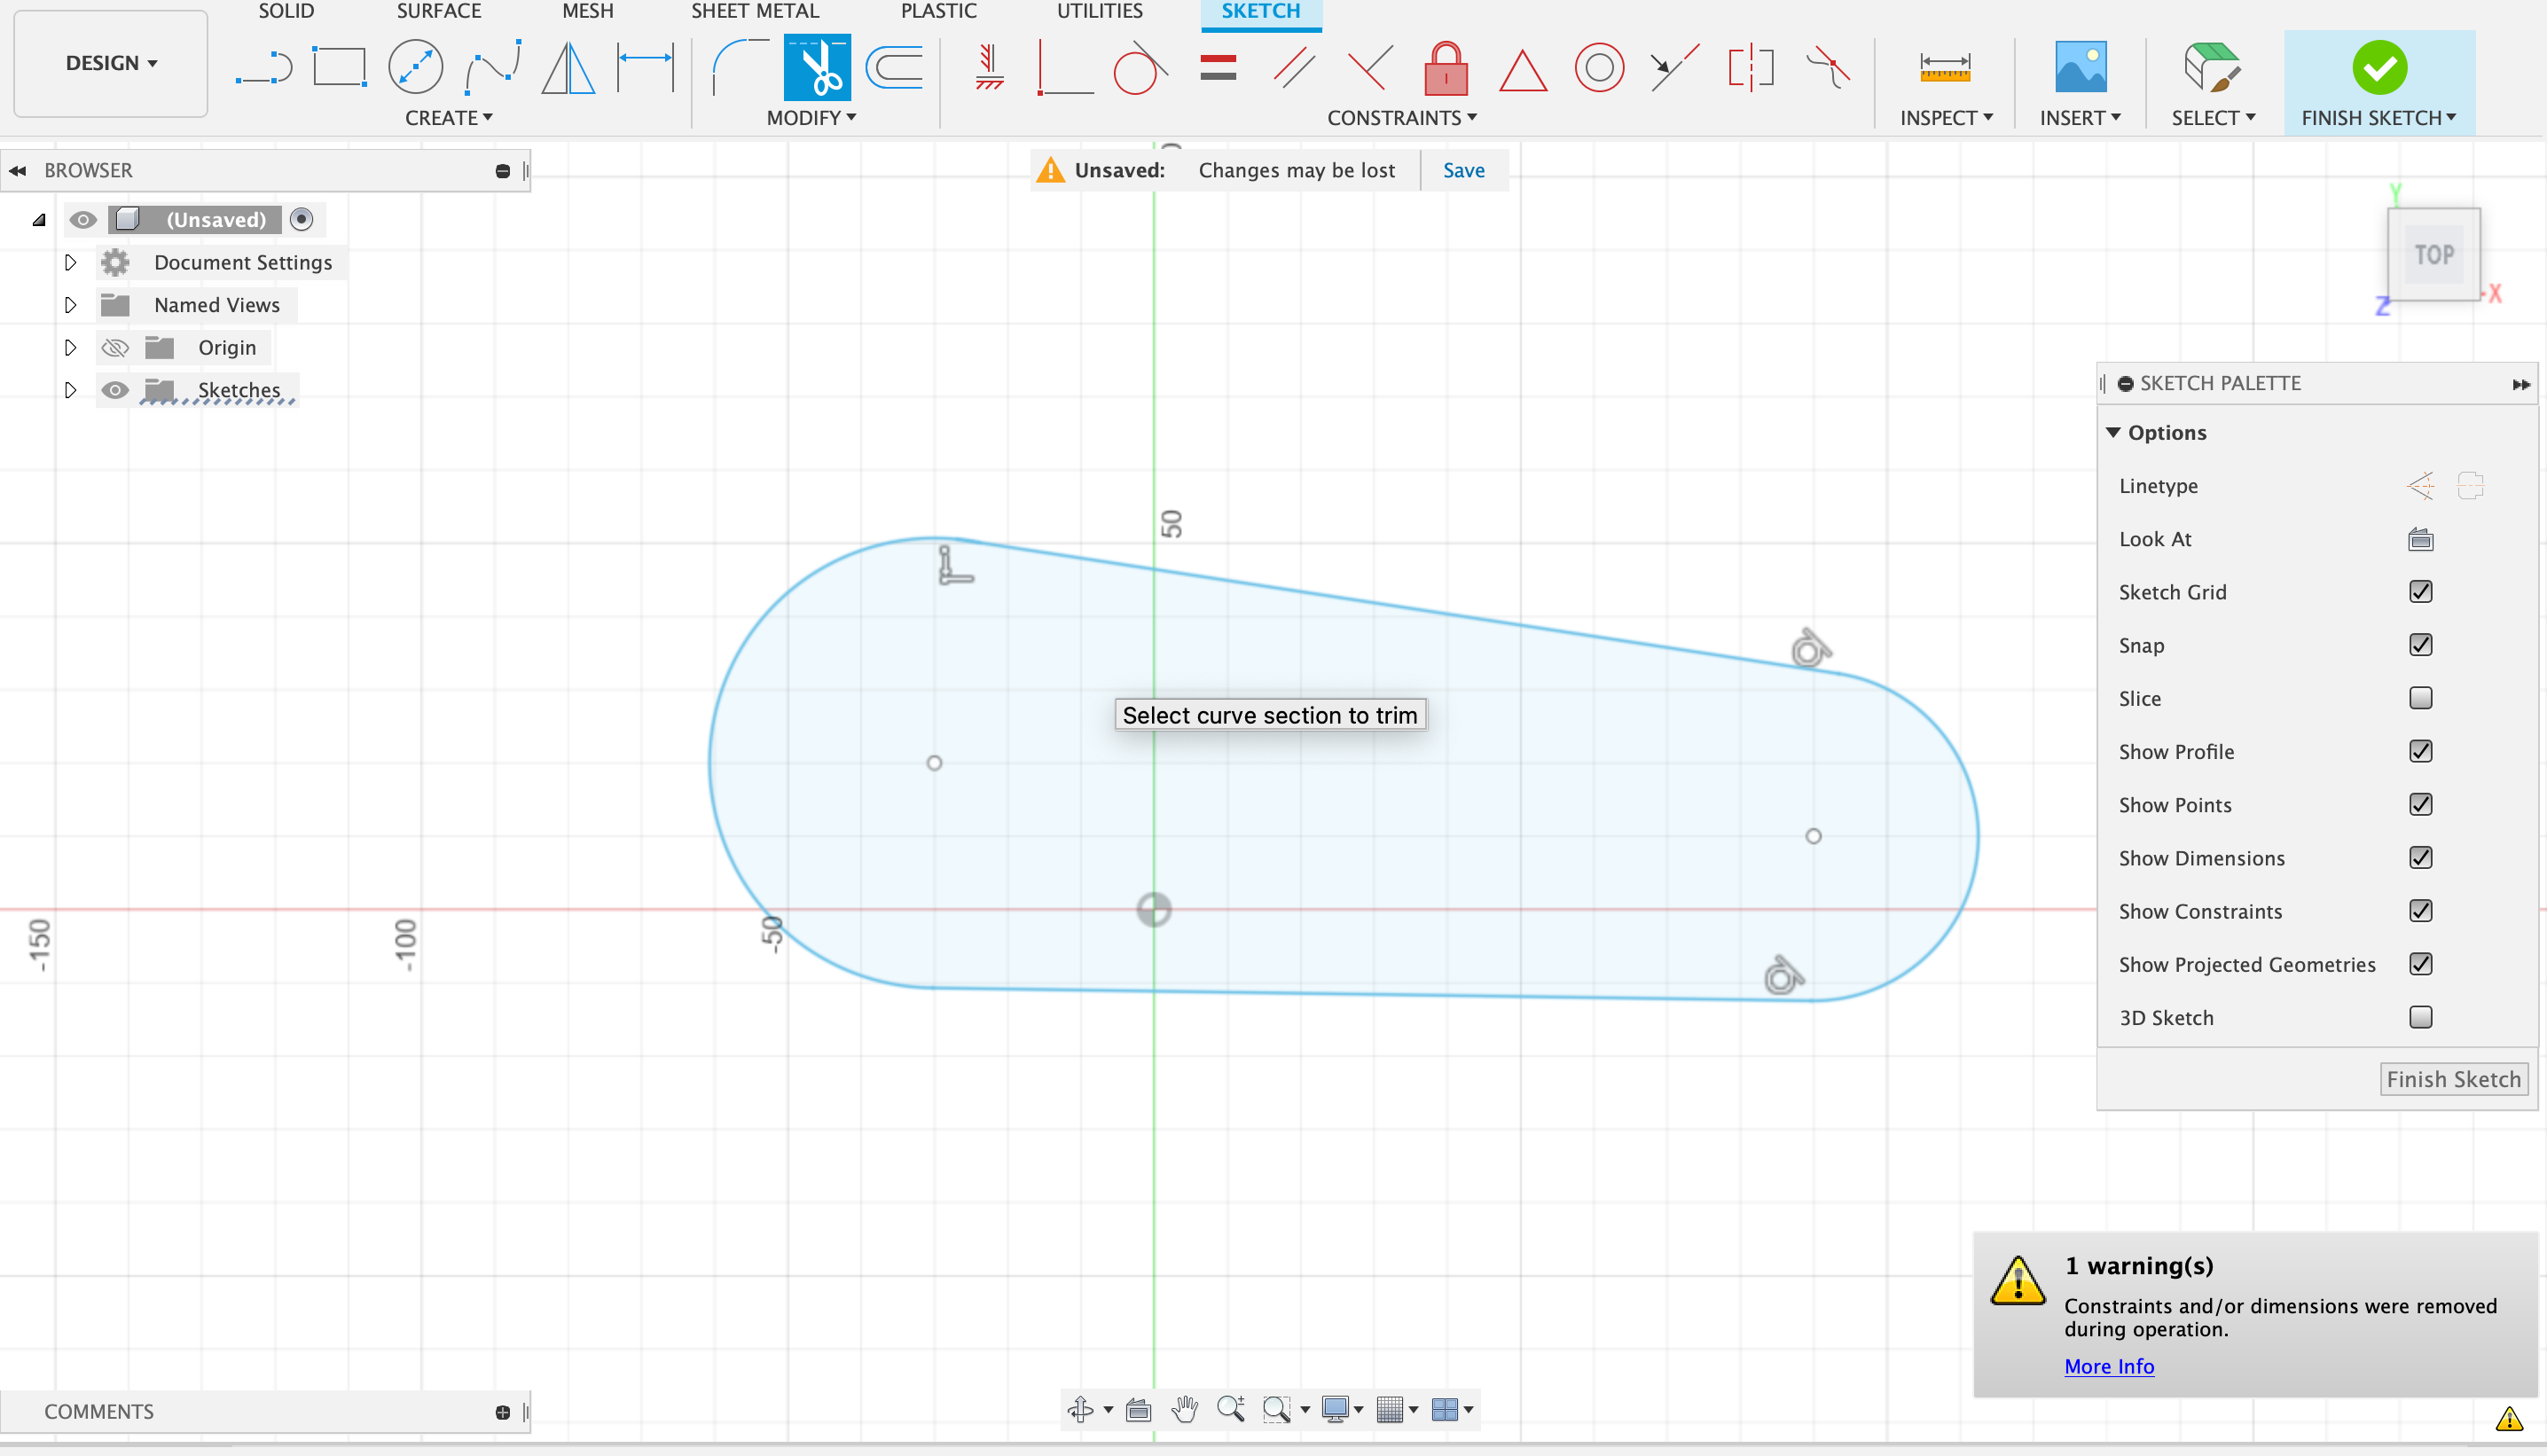 SOLID
SURFACE
MESH
SHEET METAL
PLASTIC
UTILITIES
SKETCH
DESIGN
CREATE
MODIFY
CONSTRAINTS
INSPECT
INSERT
SELECT
FINISH SKETCH
BROWSER
Unsaved: Changes may be lost Save
(Unsaved)
Document Settings
Named Views
Origin
Sketches
Y
TOP
X
Z
SKETCH PALETTE
Options
Linetype
Look At
Sketch Grid
Snap
Slice
Show Profile
Show Points
Show Dimensions
Show Constraints
Show Projected Geometries
3D Sketch
Finish Sketch
50
Select curve section to trim
-150
-100
-50
1 warning(s)
Constraints and/or dimensions were removed
during operation.
More Info
COMMENTS